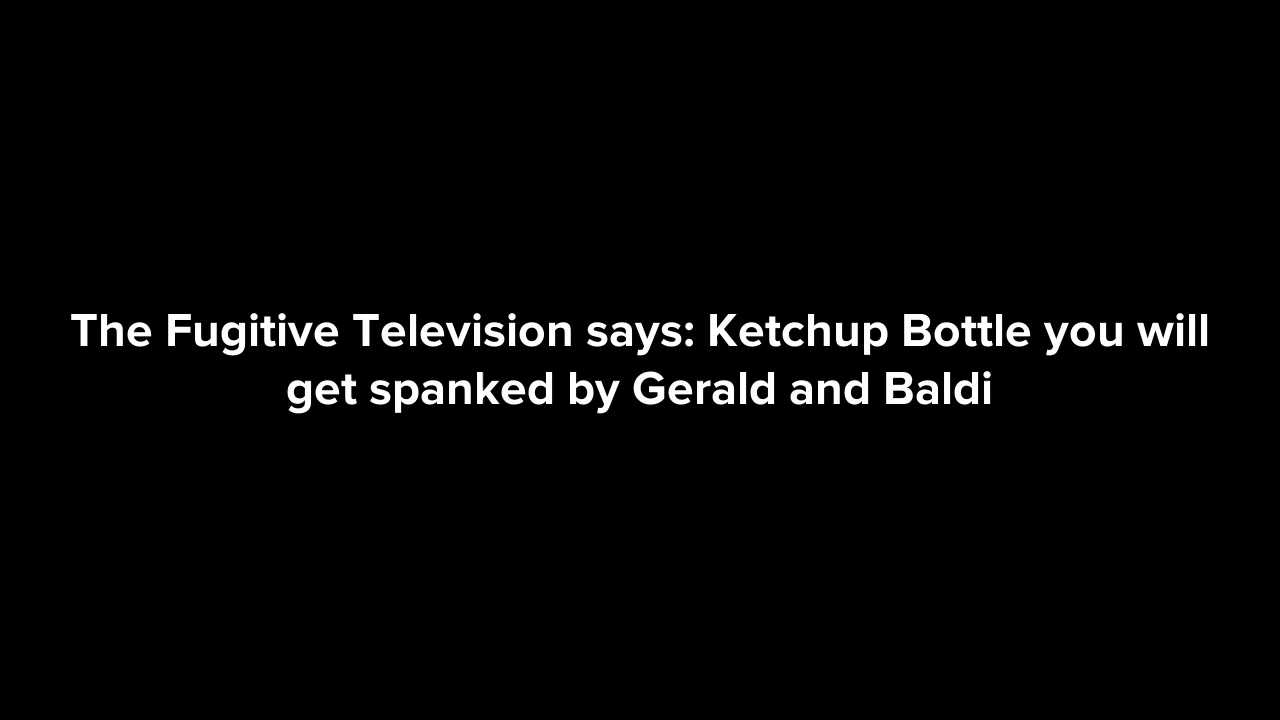 The Fugitive Television says: Ketchup Bottle you will
get spanked by Gerald and Baldi